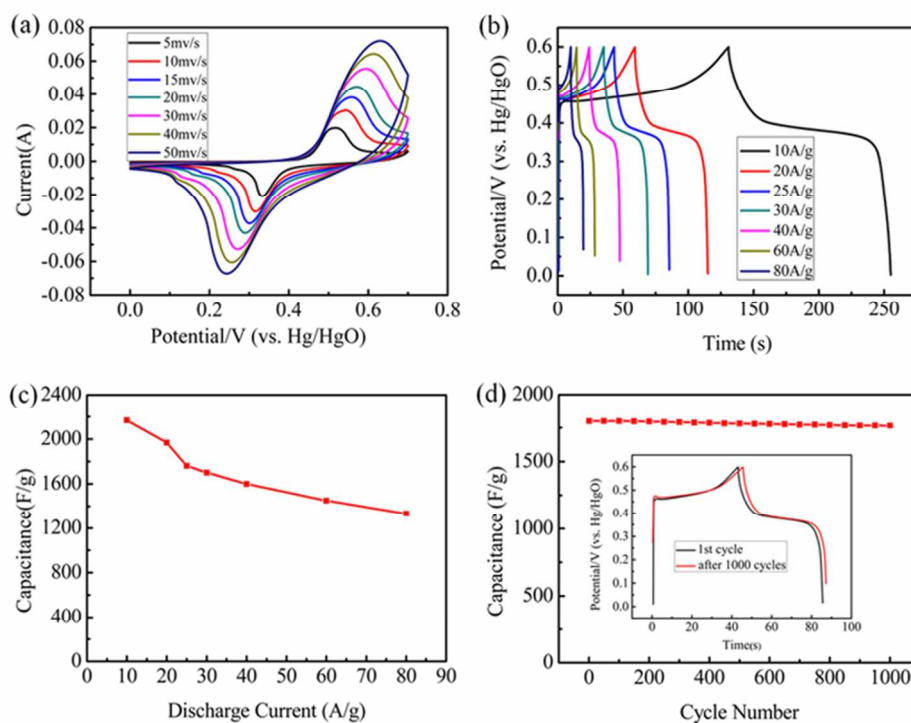 (a)
0.08
0.06
0.04
0.02
0.00
-0.02
-0.04
-0.06
-0.08
Current(A)
5mv/s
10mv/s
15mv/s
20mv/s
30mv/s
40mv/s
50mv/s
0.0 0.2 0.4 0.6 0.8
Potential/V (vs. Hg/HgO)
(b)
0.6
0.5
0.4
0.3
0.2
0.1
0.0
Potential/V (vs. Hg/HgO)
10A/g
20A/g
25A/g
30A/g
40A/g
60A/g
80A/g
0 50 100 150 200 250
Time (s)
(c)
2400
2000
1600
1200
800
400
0
Capacitance(F/g)
0 10 20 30 40 50 60 70 80 90
Discharge Current (A/g)
(d)
2000
1750
1500
1250
1000
750
500
250
0
Capacitance (F/g)
0.6
0.5
0.4
0.3
0.2
0.1
0.0
Potential/V (vs. Hg/HgO)
1st cycle
after 1000 cycles
0 20 40 60 80 100
Time(s)
0 200 400 600 800 1000
Cycle Number